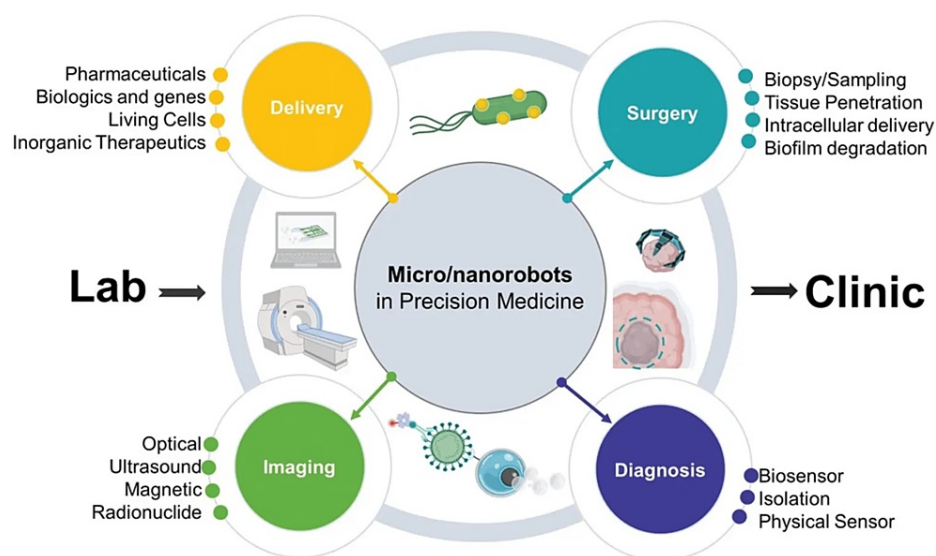 Pharmaceuticals
Biologics and genes
Living Cells
Inorganic Therapeutics
Delivery
Surgery
Biopsy/Sampling
Tissue Penetration
Intracellular delivery
Biofilm degradation
Lab
Micro/nanorobots
in Precision Medicine
Clinic
Optical
Ultrasound
Magnetic
Radionuclide
Imaging
Diagnosis
Biosensor
Isolation
Physical Sensor